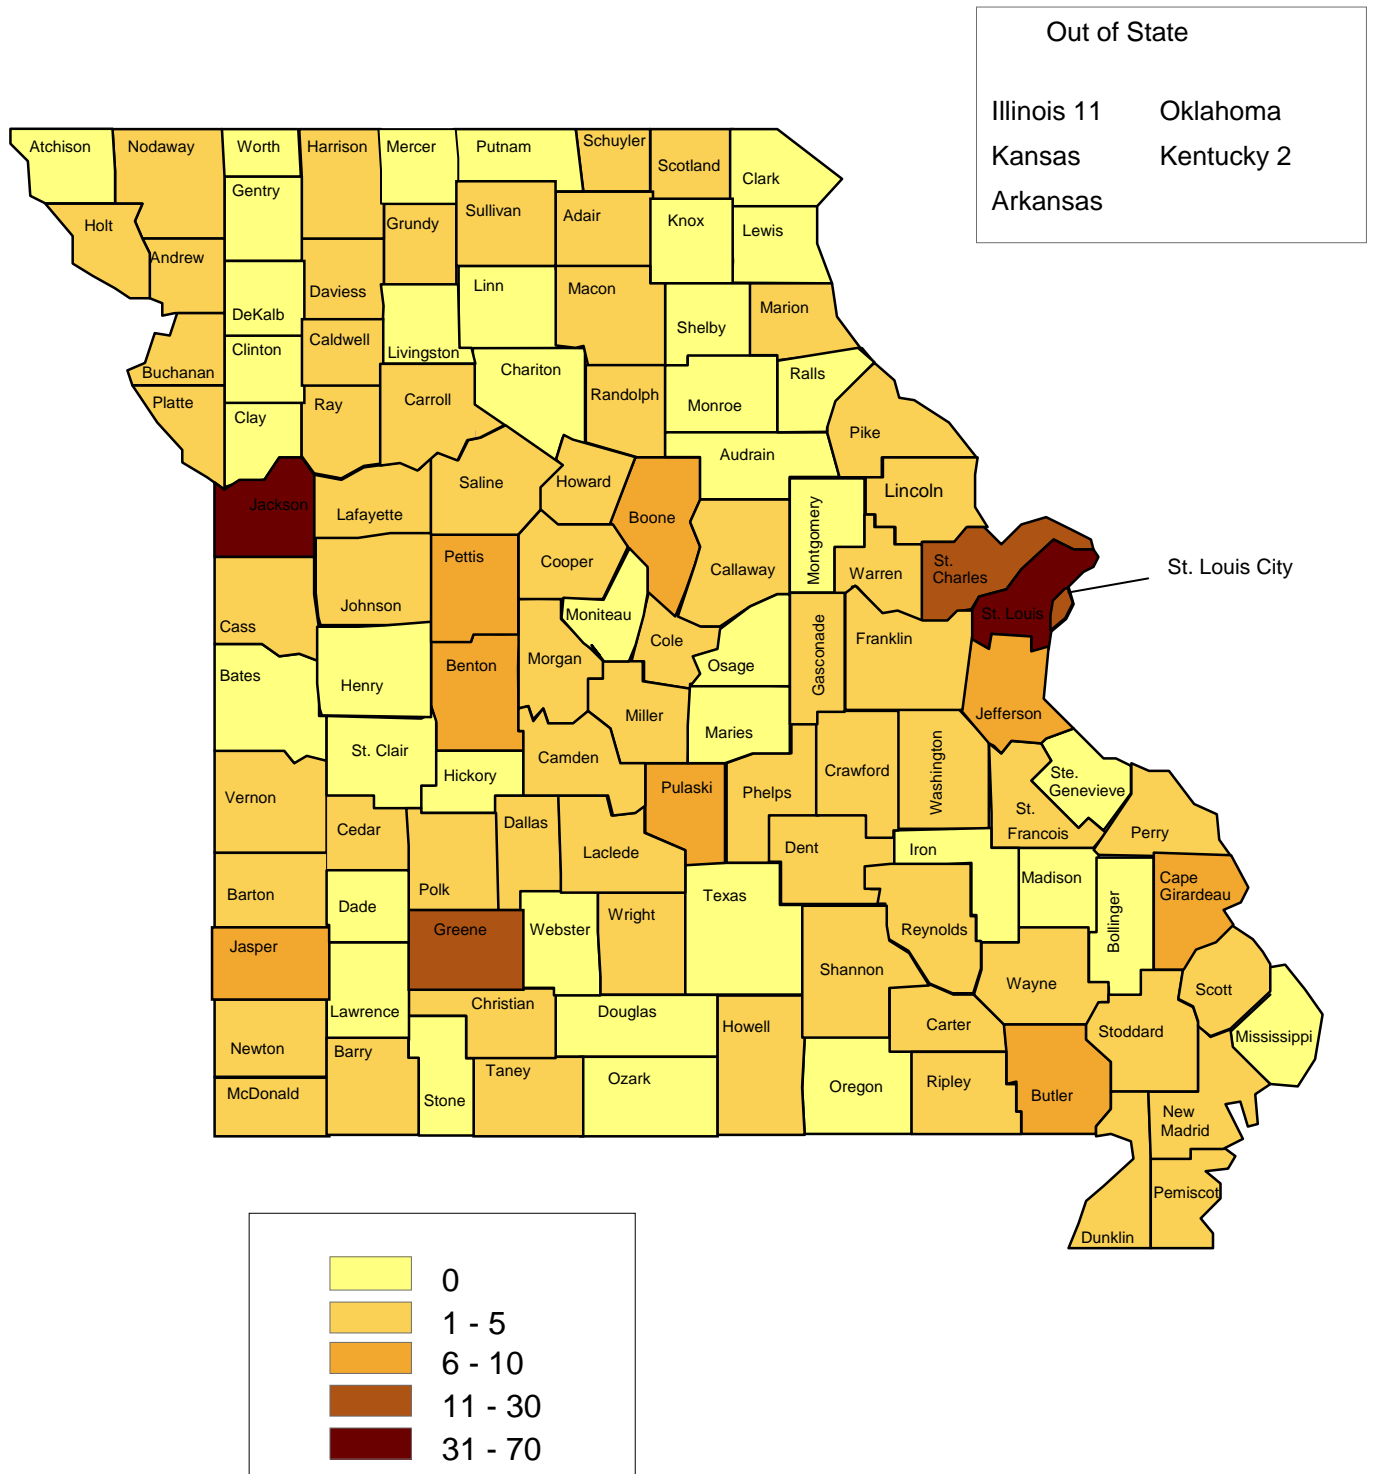 Out of State
Illinois 11 Oklahoma
Kansas Kentucky 2
Arkansas
Atchison
Nodaway
Worth
Harrison
Mercer
Putnam
Schuyler
Scotland
Clark
Gentry
Holt
Grundy
Sullivan
Adair
Knox
Lewis
Andrew
DeKalb
Daviess
Linn
Macon
Shelby
Marion
Buchanan
Clinton
Caldwell
Livingston
Chariton
Randolph
Monroe
Ralls
Platte
Clay
Ray
Carroll
Audrain
Pike
Jackson
Lafayette
Saline
Howard
Boone
Callaway
Montgomery
Lincoln
Warren
St.
Charles
St. Louis
St. Louis City
Cass
Johnson
Pettis
Cooper
Moniteau
Cole
Osage
Gasconade
Franklin
Jefferson
Bates
Henry
Benton
Morgan
Miller
Maries
St. Clair
Hickory
Camden
Pulaski
Phelps
Crawford
Washington
Ste.
Genevieve
St.
Francois
Perry
Vernon
Cedar
Polk
Dallas
Laclede
Dent
Iron
Madison
Bollinger
Cape
Girardeau
Barton
Dade
Greene
Webster
Wright
Texas
Shannon
Reynolds
Wayne
Scott
Jasper
Lawrence
Christian
Douglas
Howell
Carter
Stoddard
Mississippi
Newton
Barry
Stone
Taney
Ozark
Oregon
Ripley
Butler
New
Madrid
McDonald
Pemiscot
Dunklin
0
1 - 5
6 - 10
11 - 30
31 - 70